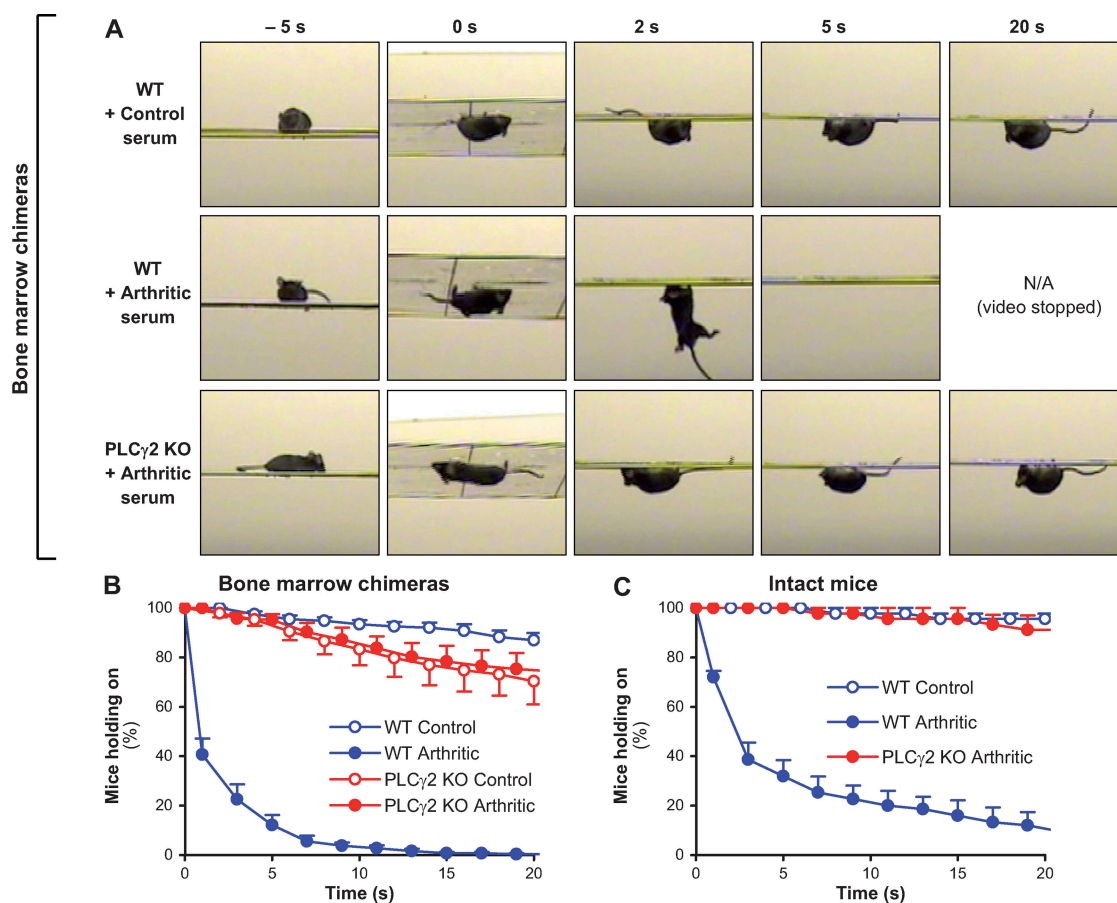 A
– 5 s
0 s
2 s
5 s
20 s
Bone marrow chimeras
WT
+ Control
serum
WT
+ Arthritic
serum
N/A
(video stopped)
PLCγ2 KO
+ Arthritic
serum
B
Bone marrow chimeras
Mice holding on
(%)
100
80
60
40
20
0
WT Control
WT Arthritic
PLCγ2 KO Control
PLCγ2 KO Arthritic
0
5
10
15
20
Time (s)
C
Intact mice
Mice holding on
(%)
100
80
60
40
20
0
WT Control
WT Arthritic
PLCγ2 KO Arthritic
0
5
10
15
20
Time (s)